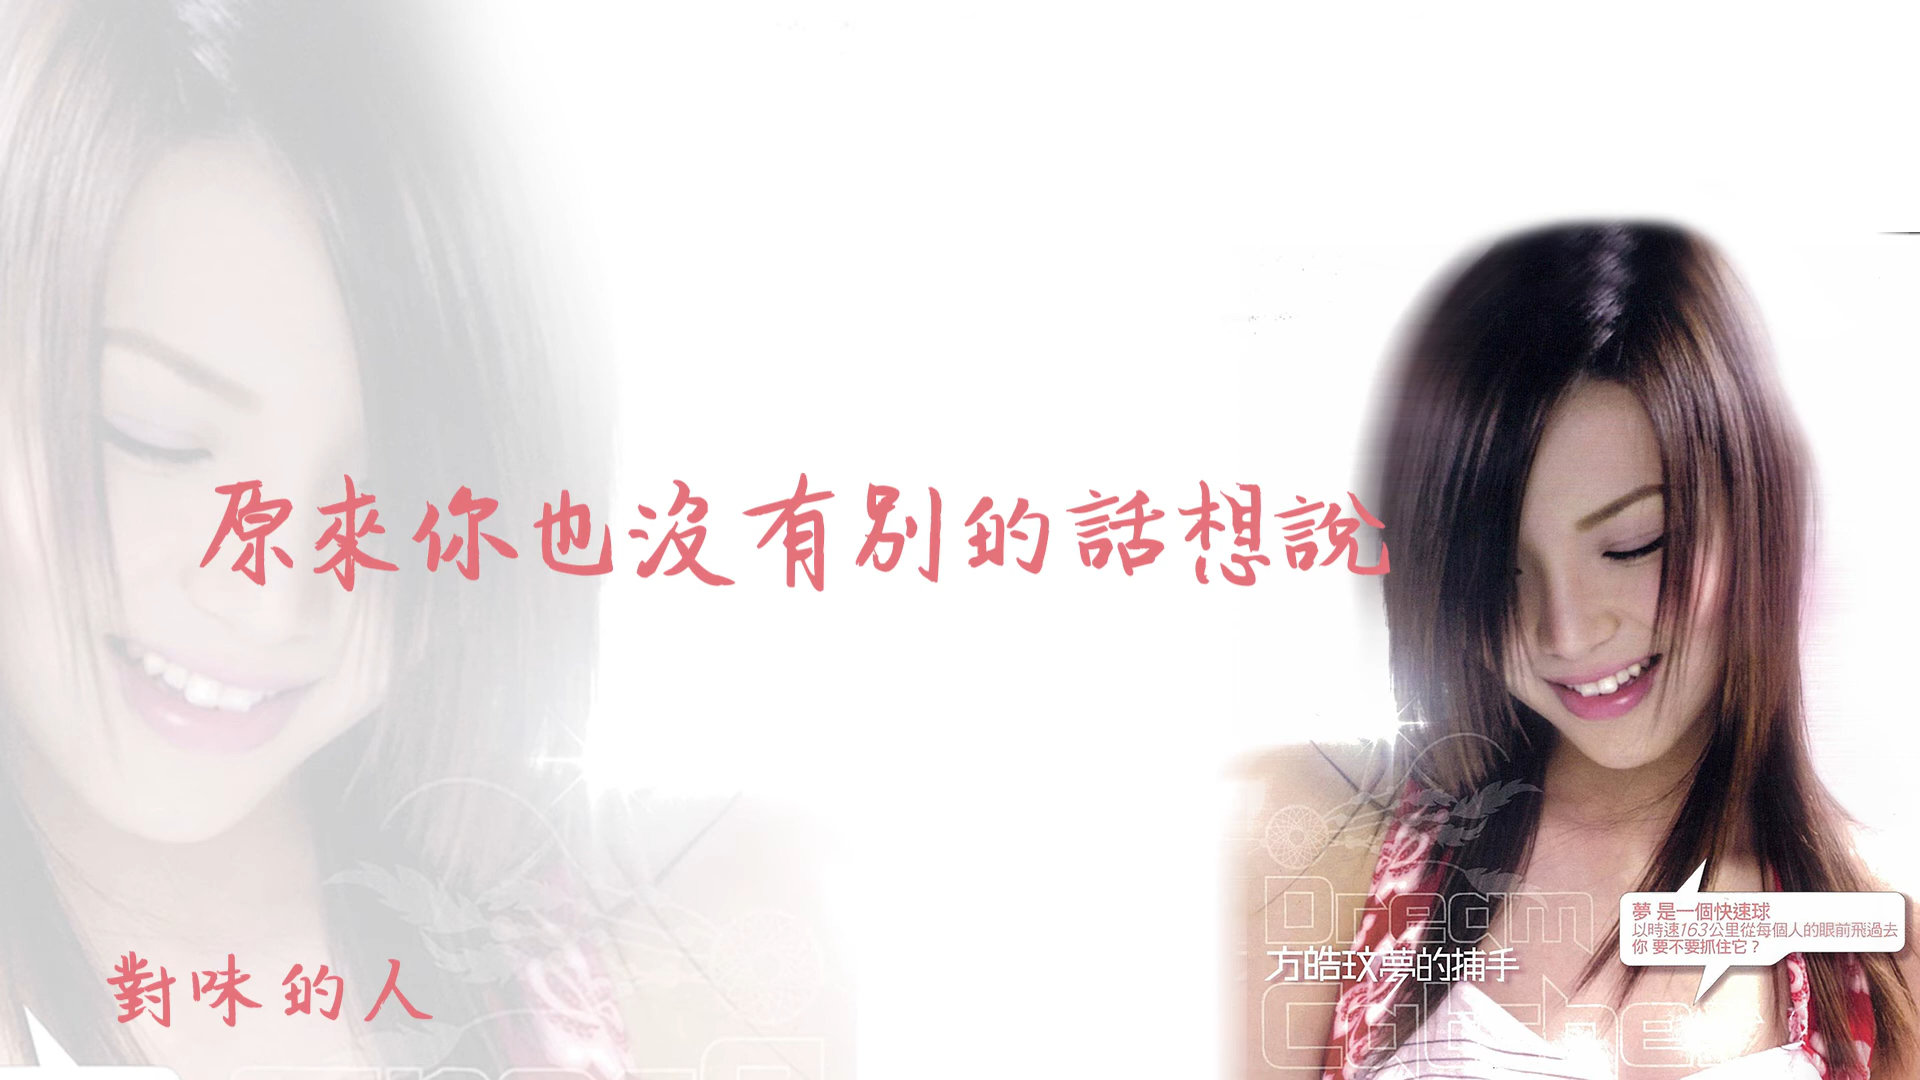 原來你也沒有別的話想說
夢 是一個快速球
以時速163公里從每個人的眼前飛過去
你 要不要抓住它？
Dream
方皓玟夢的捕手
Catcher
對味的人